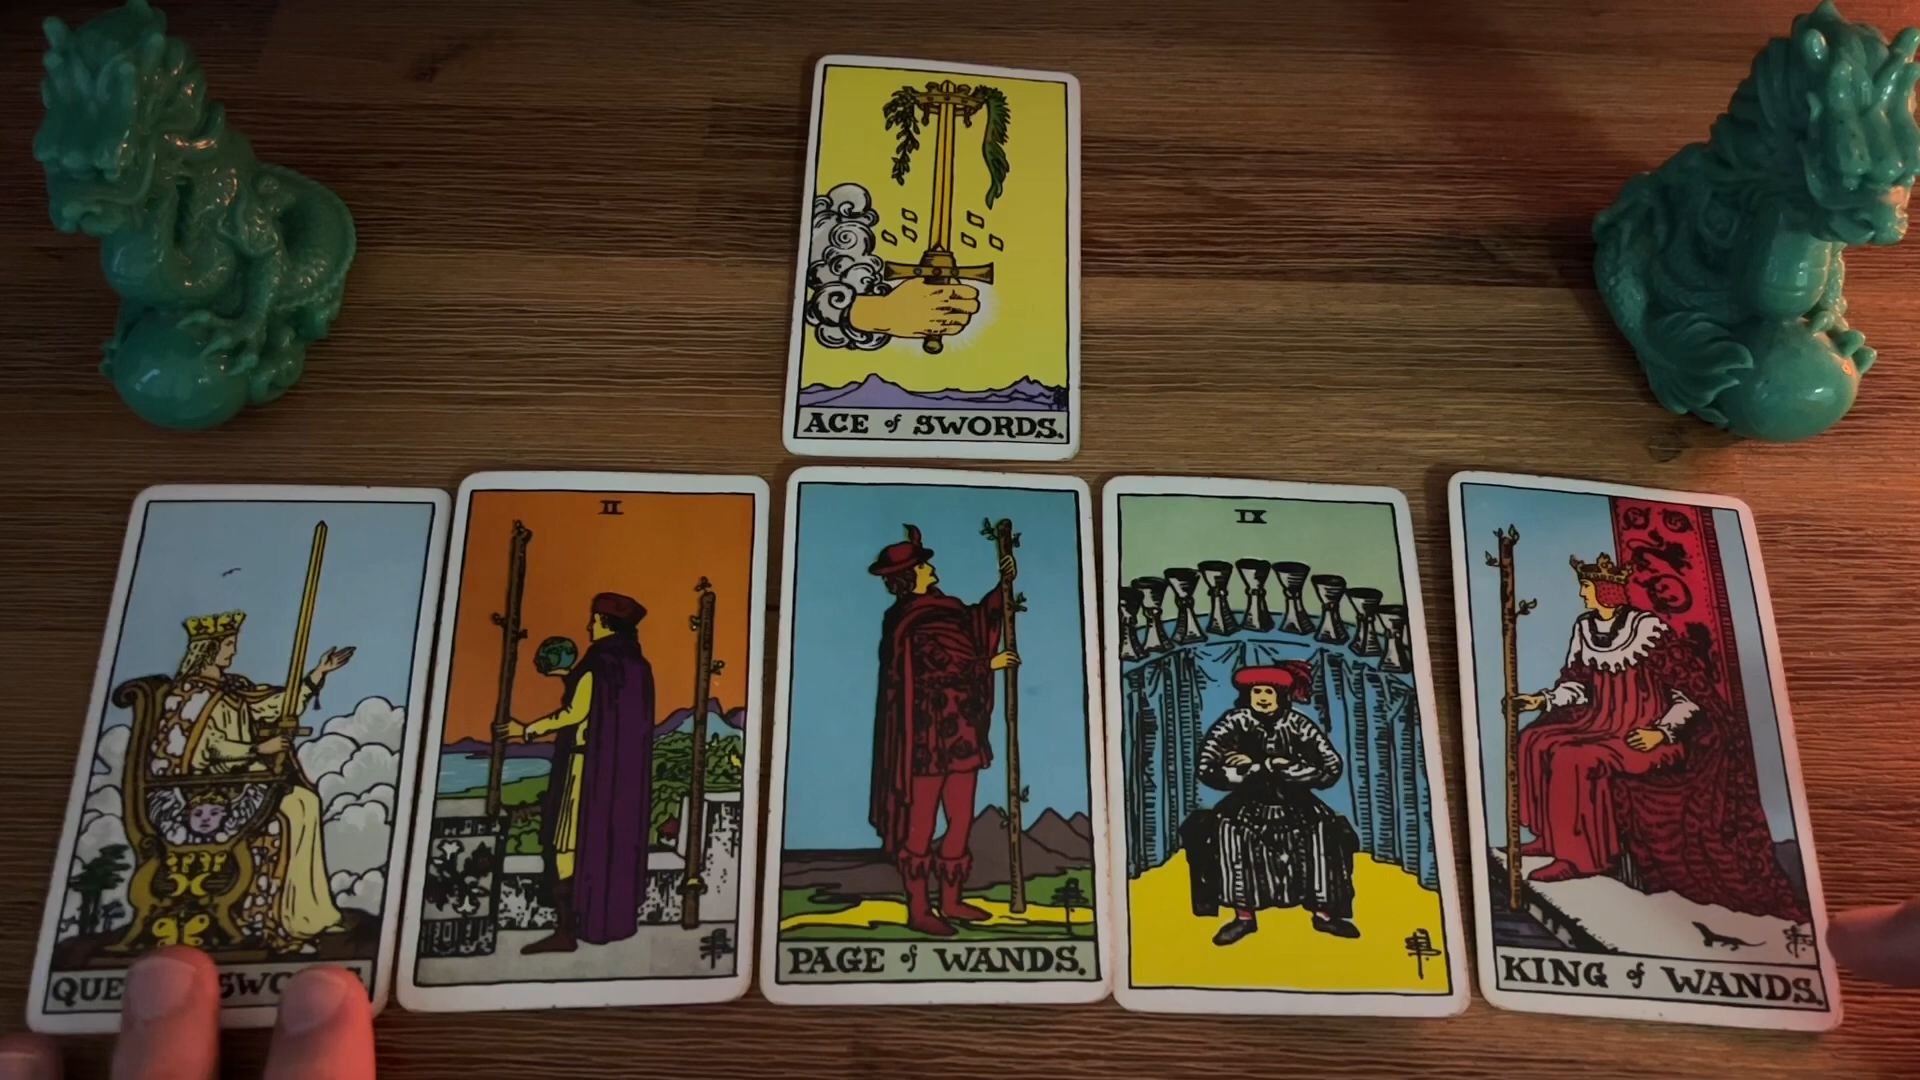 ACE of SWORDS.
II
IX
PAGE of WANDS.
KING of WANDS.